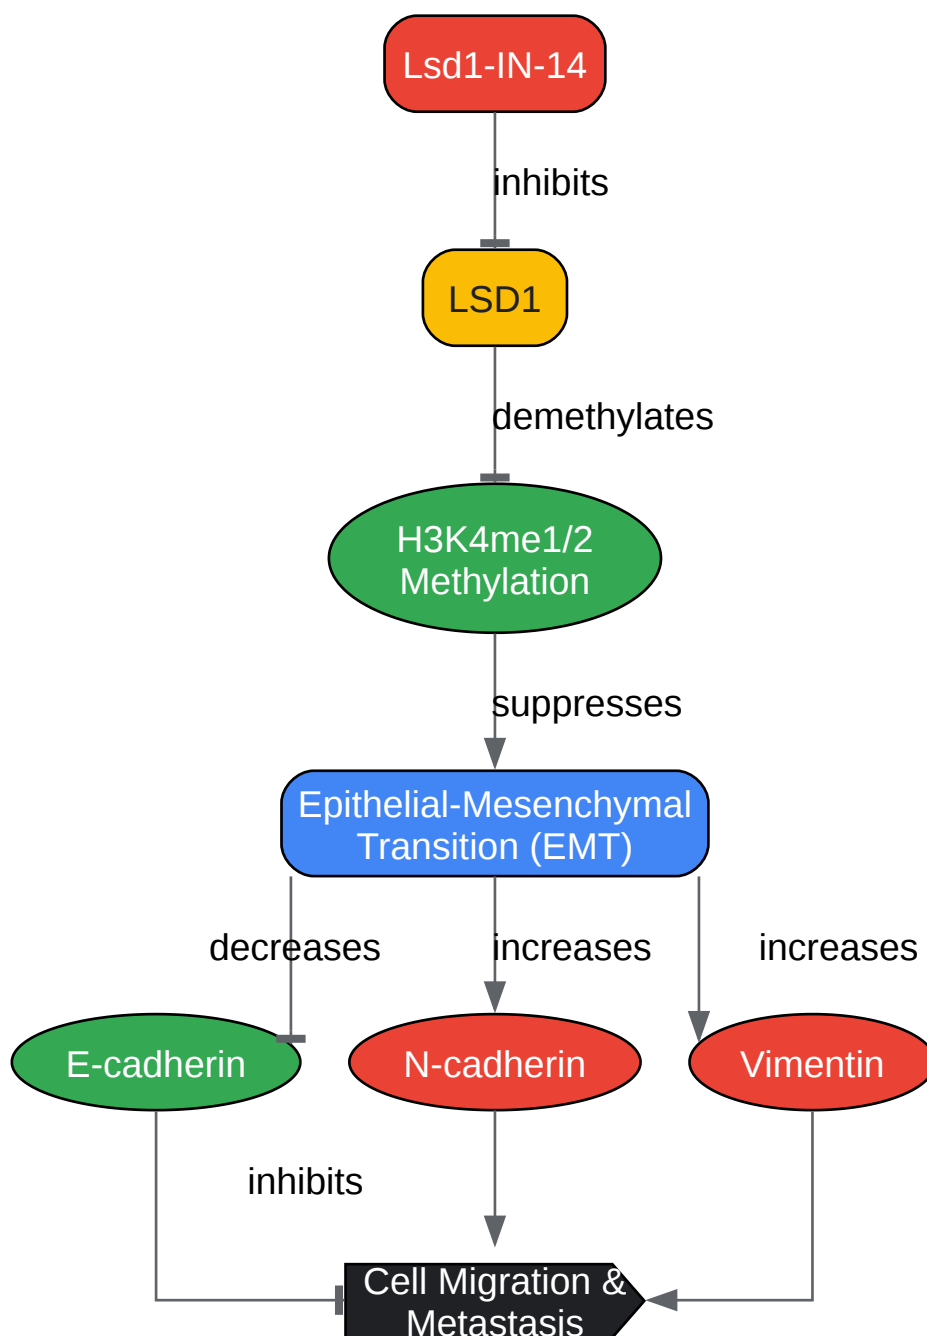 Lsd1-IN-14
inhibits
LSD1
demethylates
H3K4me1/2
Methylation
suppresses
Epithelial-Mesenchymal
Transition (EMT)
decreases
increases
increases
E-cadherin
N-cadherin
Vimentin
inhibits
Cell Migration &
Metastasis